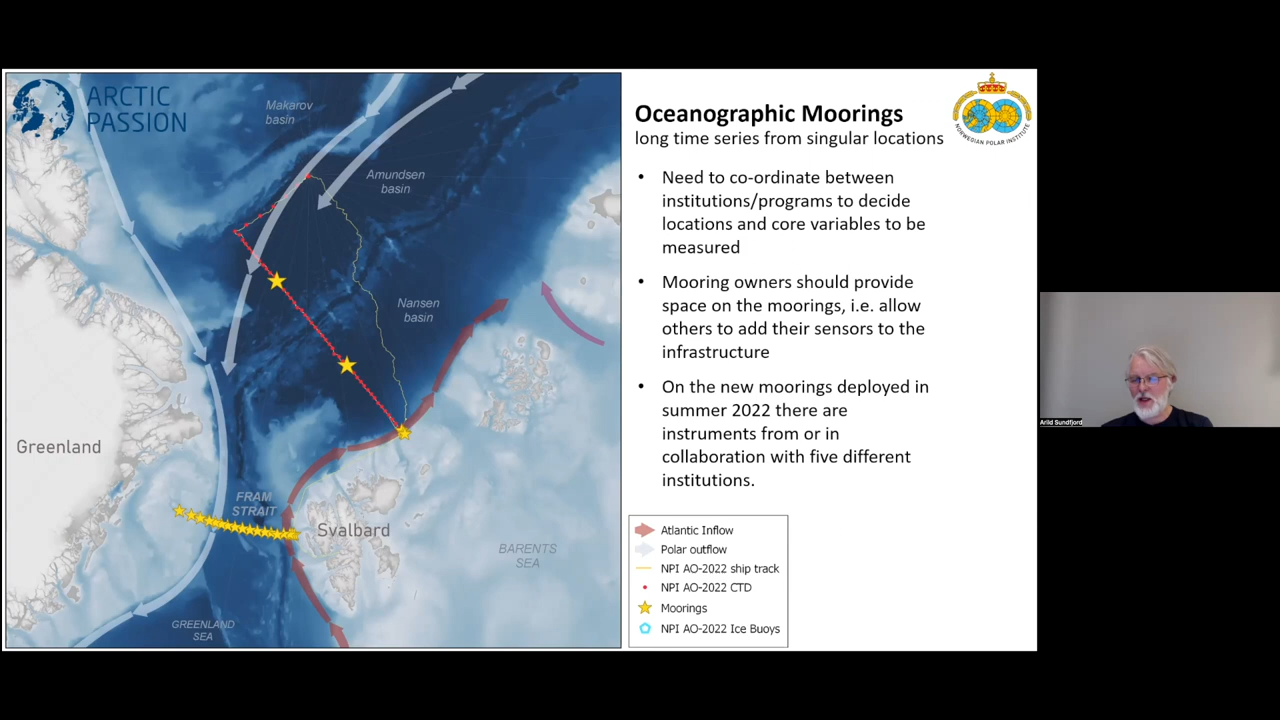 ARCTIC
PASSION
Makarov
basin
Amundsen
basin
Nansen
basin
Greenland
FRAM
STRAIT
Svalbard
BARENTS
SEA
GREENLAND
SEA
Oceanographic Moorings
long time series from singular locations
NORWEGIAN POLAR INSTITUTE
• Need to co-ordinate between
institutions/programs to decide
locations and core variables to be
measured
• Mooring owners should provide
space on the moorings, i.e. allow
others to add their sensors to the
infrastructure
• On the new moorings deployed in
summer 2022 there are
instruments from or in
collaboration with five different
institutions.
Atlantic Inflow
Polar outflow
NPI AO-2022 ship track
NPI AO-2022 CTD
Moorings
NPI AO-2022 Ice Buoys
Arild Sundfjord